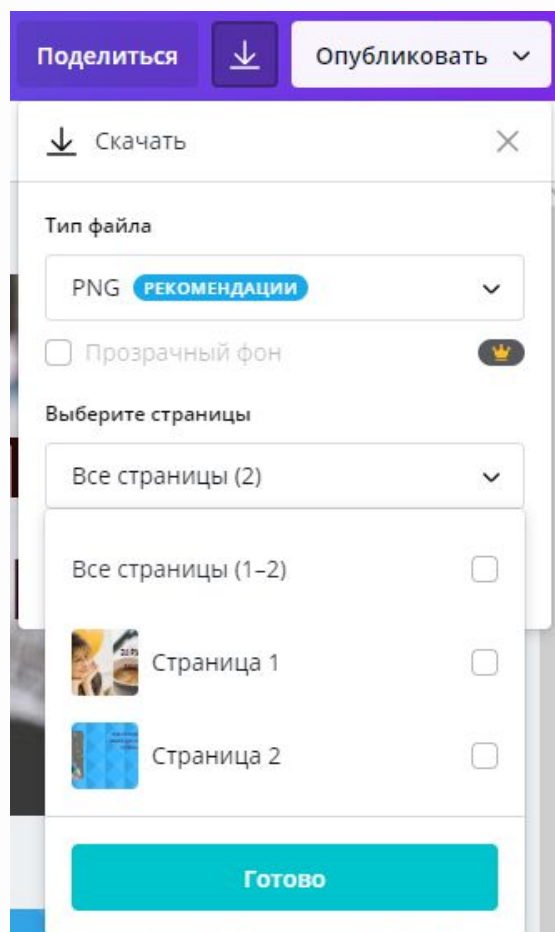 Поделиться
Опубликовать
Скачать
Тип файла
PNG РЕКОМЕНДАЦИИ
Прозрачный фон
Выберите страницы
Все страницы (2)
Все страницы (1–2)
Страница 1
Страница 2
Готово